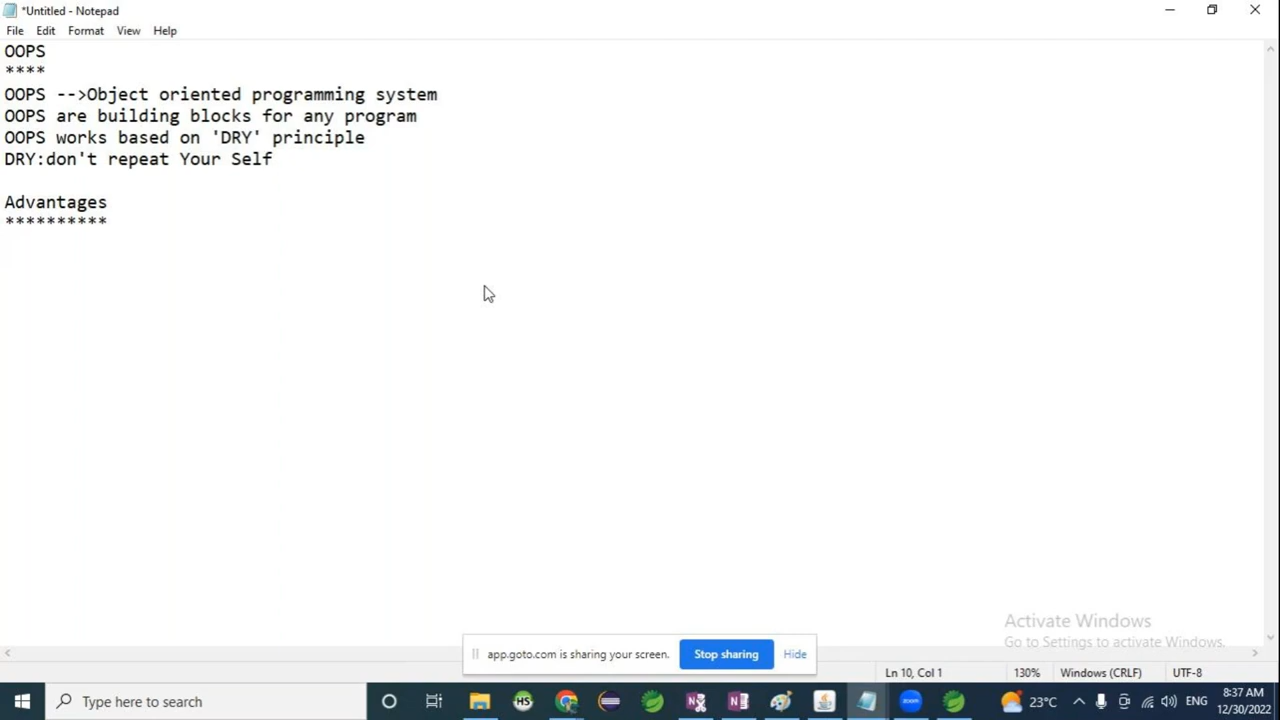 *Untitled - Notepad
File Edit Format View Help
OOPS
****
OOPS -->Object oriented programming system
OOPS are building blocks for any program
OOPS works based on 'DRY' principle
DRY:don't repeat Your Self
Advantages
**********
Activate Windows
Go to Settings to activate Windows.
app.goto.com is sharing your screen. Stop sharing Hide
Ln 10, Col 1 130% Windows (CRLF) UTF-8
Type here to search HS zoom 23°C ENG 8:37 AM
12/30/2022